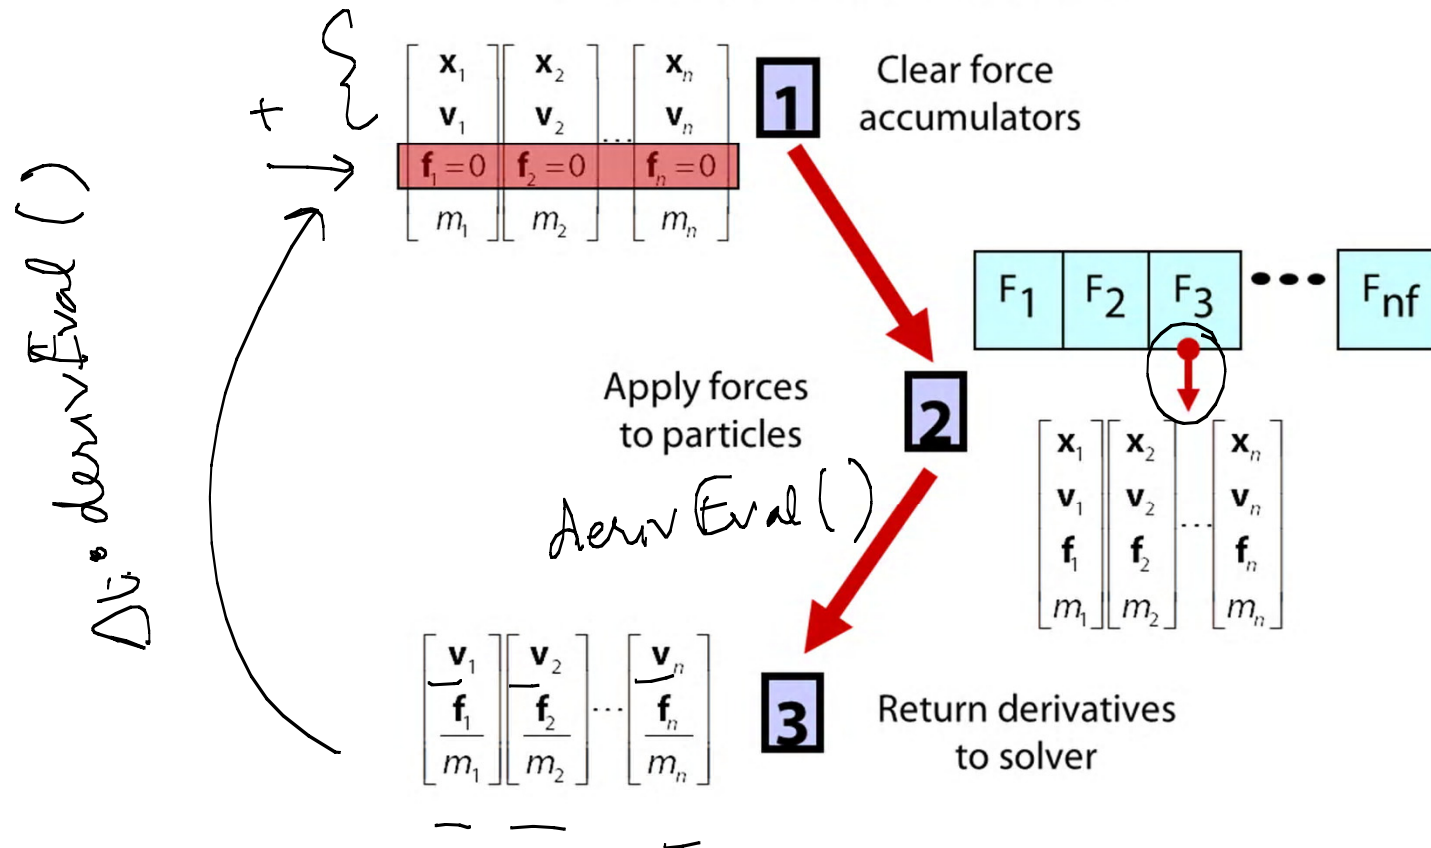 {
x₁ x₂ xₙ
+ v₁ v₂ ... vₙ
f₁=0 f₂=0 fₙ=0
m₁ m₂ mₙ
1
Clear force
accumulators
F₁ F₂ F₃ ••• Fnf
Apply forces
to particles
2
x₁ x₂ xₙ
v₁ v₂ ... vₙ
f₁ f₂ fₙ
m₁ m₂ mₙ
derivEval()
derivEval()
v₁ v₂ vₙ
f₁ f₂ ... fₙ
m₁ m₂ mₙ
3
Return derivatives
to solver